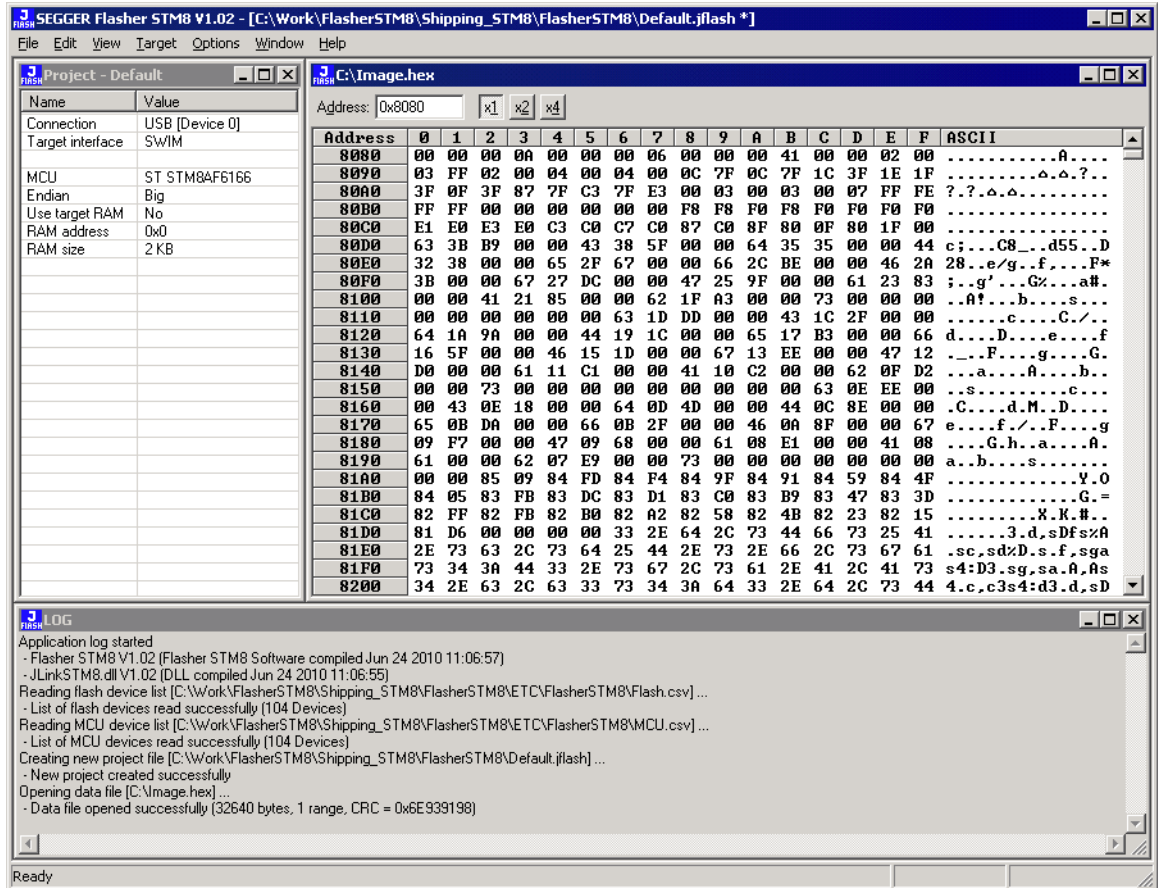 SEGGER Flasher STM8 V1.02 - [C:\Work\FlasherSTM8\Shipping_STM8\FlasherSTM8\Default.jflash *]
File Edit View Target Options Window Help
Project - Default
Name Value
Connection USB [Device 0]
Target interface SWIM
MCU ST STM8AF6166
Endian Big
Use target RAM No
RAM address 0x0
RAM size 2 KB
C:\Image.hex
Address: 0x8080 x1 x2 x4
Address 0 1 2 3 4 5 6 7 8 9 A B C D E F ASCII
8080 00 00 00 0A 00 00 00 06 00 00 00 41 00 00 02 00 ...........A....
8090 03 FF 02 00 04 00 04 00 0C 7F 0C 7F 1C 3F 1E 1F .........⌂.⌂.?..
80A0 3F 0F 3F 87 7F C3 7F E3 00 03 00 03 00 07 FF FE ?.?.⌂.⌂.........
80B0 FF FF 00 00 00 00 00 00 F8 F8 F0 F8 F0 F0 F0 F0 ................
80C0 E1 E0 E3 E0 C3 C0 C7 C0 87 C0 8F 80 0F 80 1F 00 ................
80D0 63 3B B9 00 00 43 38 5F 00 00 64 35 35 00 00 44 c;...C8_..d55..D
80E0 32 38 00 00 65 2F 67 00 00 66 2C BE 00 00 46 2A 28..e/g..f,...F*
80F0 3B 00 00 67 27 DC 00 00 47 25 9F 00 00 61 23 83 ;..g'...G%...a#.
8100 00 00 41 21 85 00 00 62 1F A3 00 00 73 00 00 00 ..A!...b....s...
8110 00 00 00 00 00 00 63 1D DD 00 00 43 1C 2F 00 00 ......c....C./..
8120 64 1A 9A 00 00 44 19 1C 00 00 65 17 B3 00 00 66 d....D....e....f
8130 16 5F 00 00 46 15 1D 00 00 67 13 EE 00 00 47 12 ._..F....g....G.
8140 D0 00 00 61 11 C1 00 00 41 10 C2 00 00 62 0F D2 ...a....A....b..
8150 00 00 73 00 00 00 00 00 00 00 00 00 63 0E EE 00 ..s.........c...
8160 00 43 0E 18 00 00 64 0D 4D 00 00 44 0C 8E 00 00 .C....d.M..D....
8170 65 0B DA 00 00 66 0B 2F 00 00 46 0A 8F 00 00 67 e....f./..F....g
8180 09 F7 00 00 47 09 68 00 00 61 08 E1 00 00 41 08 ....G.h..a....A.
8190 61 00 00 62 07 E9 00 00 73 00 00 00 00 00 00 00 a..b....s.......
81A0 00 00 85 09 84 FD 84 F4 84 9F 84 91 84 59 84 4F .............Y.O
81B0 84 05 83 FB 83 DC 83 D1 83 C0 83 B9 83 47 83 3D .............G.=
81C0 82 FF 82 FB 82 B0 82 A2 82 58 82 4B 82 23 82 15 .........X.K.#..
81D0 81 D6 00 00 00 00 33 2E 64 2C 73 44 66 73 25 41 ......3.d,sDfs%A
81E0 2E 73 63 2C 73 64 25 44 2E 73 2E 66 2C 73 67 61 .sc,sd%D.s.f,sga
81F0 73 34 3A 44 33 2E 73 67 2C 73 61 2E 41 2C 41 73 s4:D3.sg,sa.A,As
8200 34 2E 63 2C 63 33 73 34 3A 64 33 2E 64 2C 73 44 4.c,c3s4:d3.d,sD
LOG
Application log started
- Flasher STM8 V1.02 (Flasher STM8 Software compiled Jun 24 2010 11:06:57)
- JLinkSTM8.dll V1.02 (DLL compiled Jun 24 2010 11:06:55)
Reading flash device list [C:\Work\FlasherSTM8\Shipping_STM8\FlasherSTM8\ETC\FlasherSTM8\Flash.csv] ...
- List of flash devices read successfully (104 Devices)
Reading MCU device list [C:\Work\FlasherSTM8\Shipping_STM8\FlasherSTM8\ETC\FlasherSTM8\MCU.csv] ...
- List of MCU devices read successfully (104 Devices)
Creating new project file [C:\Work\FlasherSTM8\Shipping_STM8\FlasherSTM8\Default.jflash] ...
- New project created successfully
Opening data file [C:\Image.hex] ...
- Data file opened successfully (32640 bytes, 1 range, CRC = 0x6E939198)
Ready